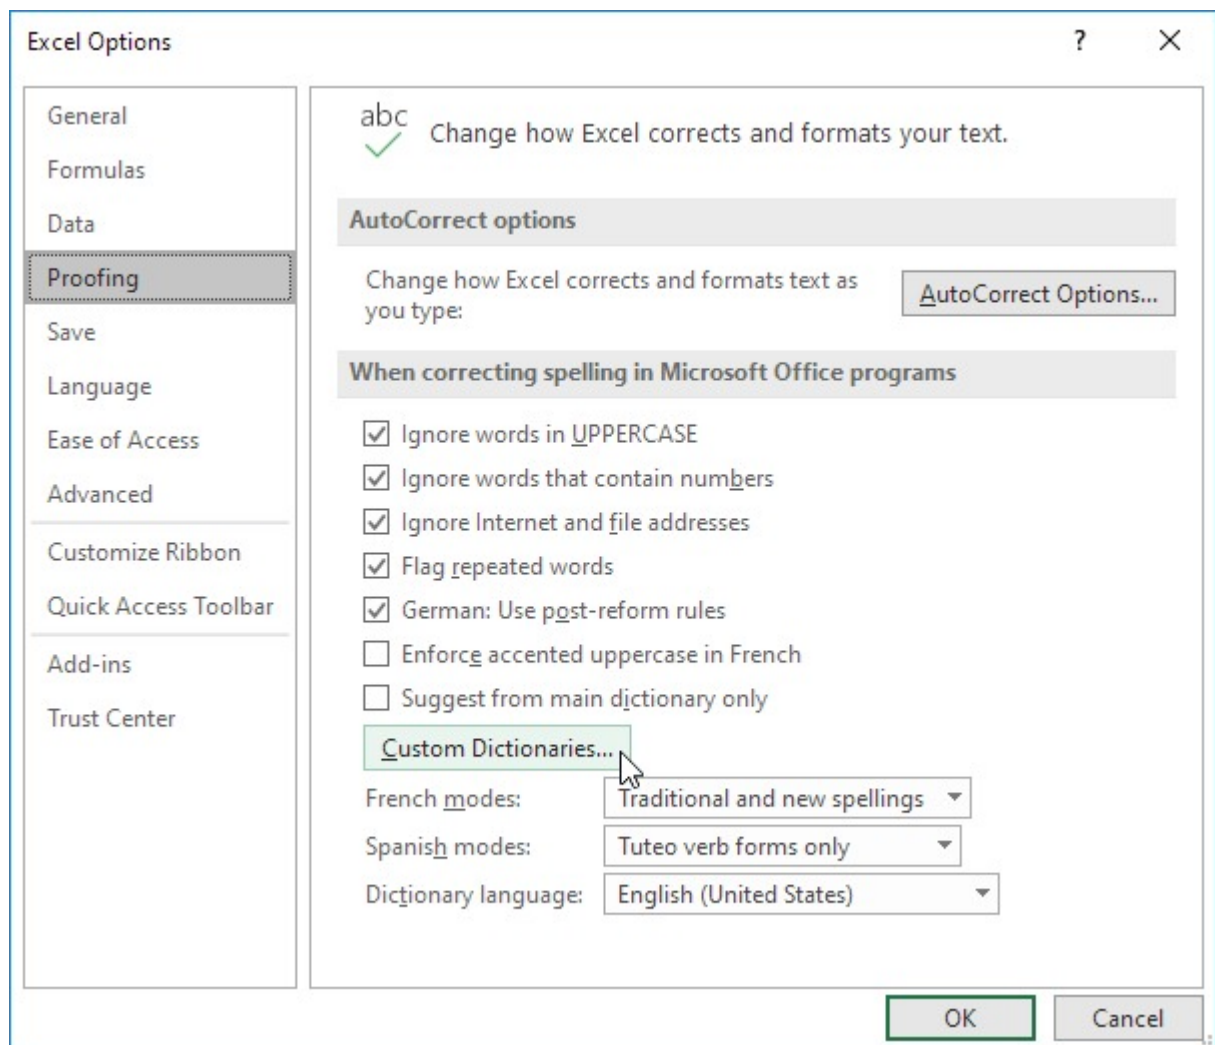 Excel Options
?
General
Formulas
Data
Proofing
Save
Language
Ease of Access
Advanced
Customize Ribbon
Quick Access Toolbar
Add-ins
Trust Center
abc
Change how Excel corrects and formats your text.
AutoCorrect options
Change how Excel corrects and formats text as
you type:
AutoCorrect Options...
When correcting spelling in Microsoft Office programs
Ignore words in UPPERCASE
Ignore words that contain numbers
Ignore Internet and file addresses
Flag repeated words
German: Use post-reform rules
Enforce accented uppercase in French
Suggest from main dictionary only
Custom Dictionaries...
French modes: Traditional and new spellings
Spanish modes: Tuteo verb forms only
Dictionary language: English (United States)
OK Cancel